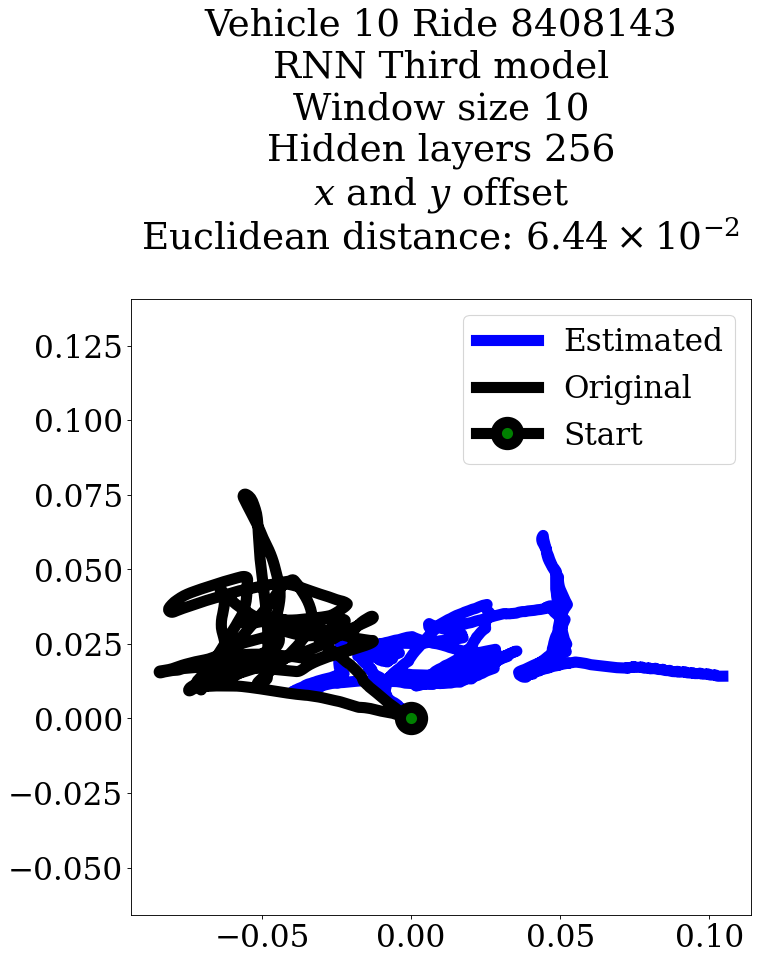 Vehicle 10 Ride 8408143
RNN Third model
Window size 10
Hidden layers 256
x and y offset
Euclidean distance: 6.44 × 10⁻²
Estimated
Original
Start
0.125
0.100
0.075
0.050
0.025
0.000
−0.025
−0.050
−0.05 0.00 0.05 0.10